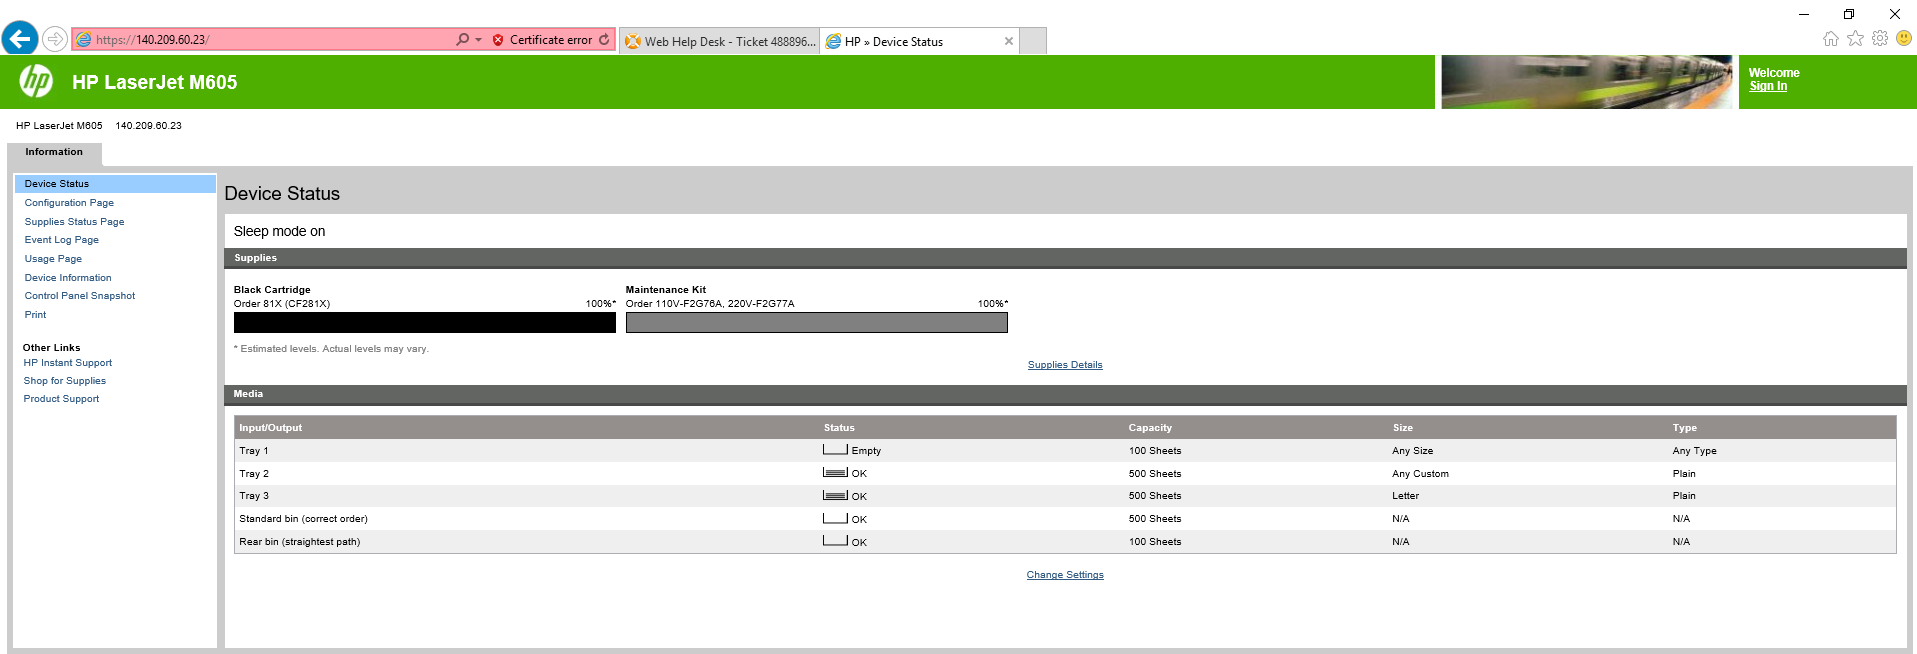 https://140.209.60.23/ Certificate error Web Help Desk - Ticket 488896... HP » Device Status
hp HP LaserJet M605 Welcome
Sign In
HP LaserJet M605 140.209.60.23
Information
Device Status
Configuration Page
Supplies Status Page
Event Log Page
Usage Page
Device Information
Control Panel Snapshot
Print
Other Links
HP Instant Support
Shop for Supplies
Product Support
Device Status
Sleep mode on
Supplies
Black Cartridge
Order 81X (CF281X) 100%*
Maintenance Kit
Order 110V-F2G76A, 220V-F2G77A 100%*
* Estimated levels. Actual levels may vary.
Supplies Details
Media
Input/Output Status Capacity Size Type
Tray 1 Empty 100 Sheets Any Size Any Type
Tray 2 OK 500 Sheets Any Custom Plain
Tray 3 OK 500 Sheets Letter Plain
Standard bin (correct order) OK 500 Sheets N/A N/A
Rear bin (straightest path) OK 100 Sheets N/A N/A
Change Settings